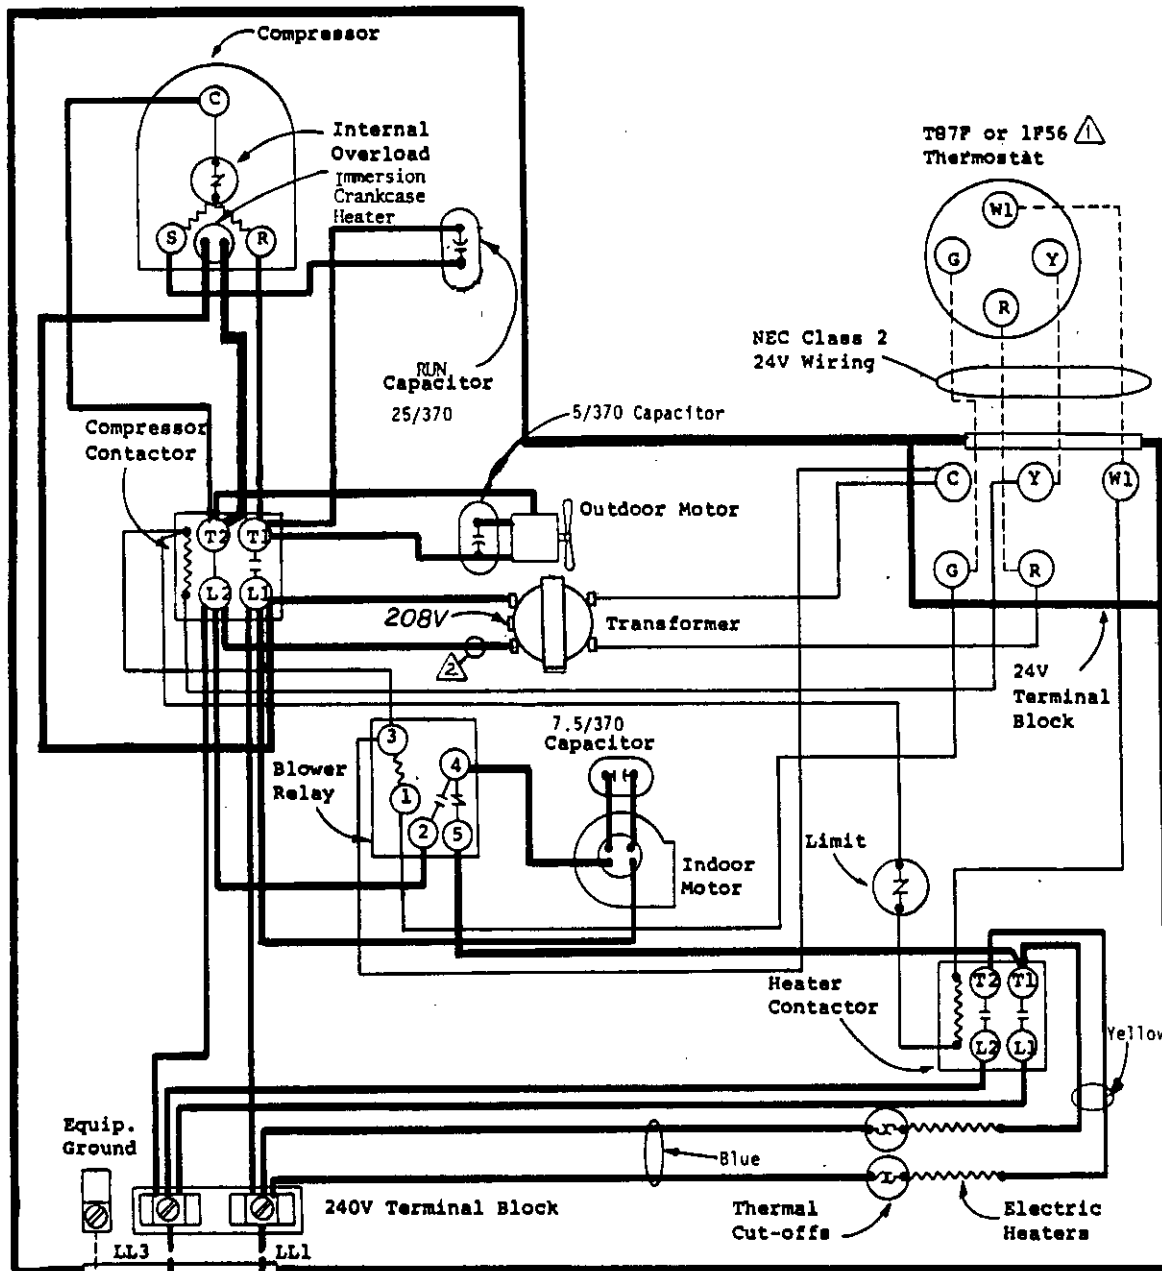 Compressor
C
Internal
Overload
Immersion
Crankcase
Heater
S
R
T87F or 1F56 1
Thermostat
W1
G
Y
R
NEC Class 2
24V Wiring
RUN
Capacitor
25/370
5/370 Capacitor
Compressor
Contactor
C
Y
W1
Outdoor Motor
T2
T1
G
R
L2
L1
208V
Transformer
2
24V
Terminal
Block
7.5/370
Capacitor
3
4
Blower
Relay
1
2
5
Limit
Indoor
Motor
Heater
Contactor
T2
T1
L2
L1
Yellow
Equip.
Ground
Blue
240V Terminal Block
Thermal
Cut-offs
Electric
Heaters
LL3
LL1